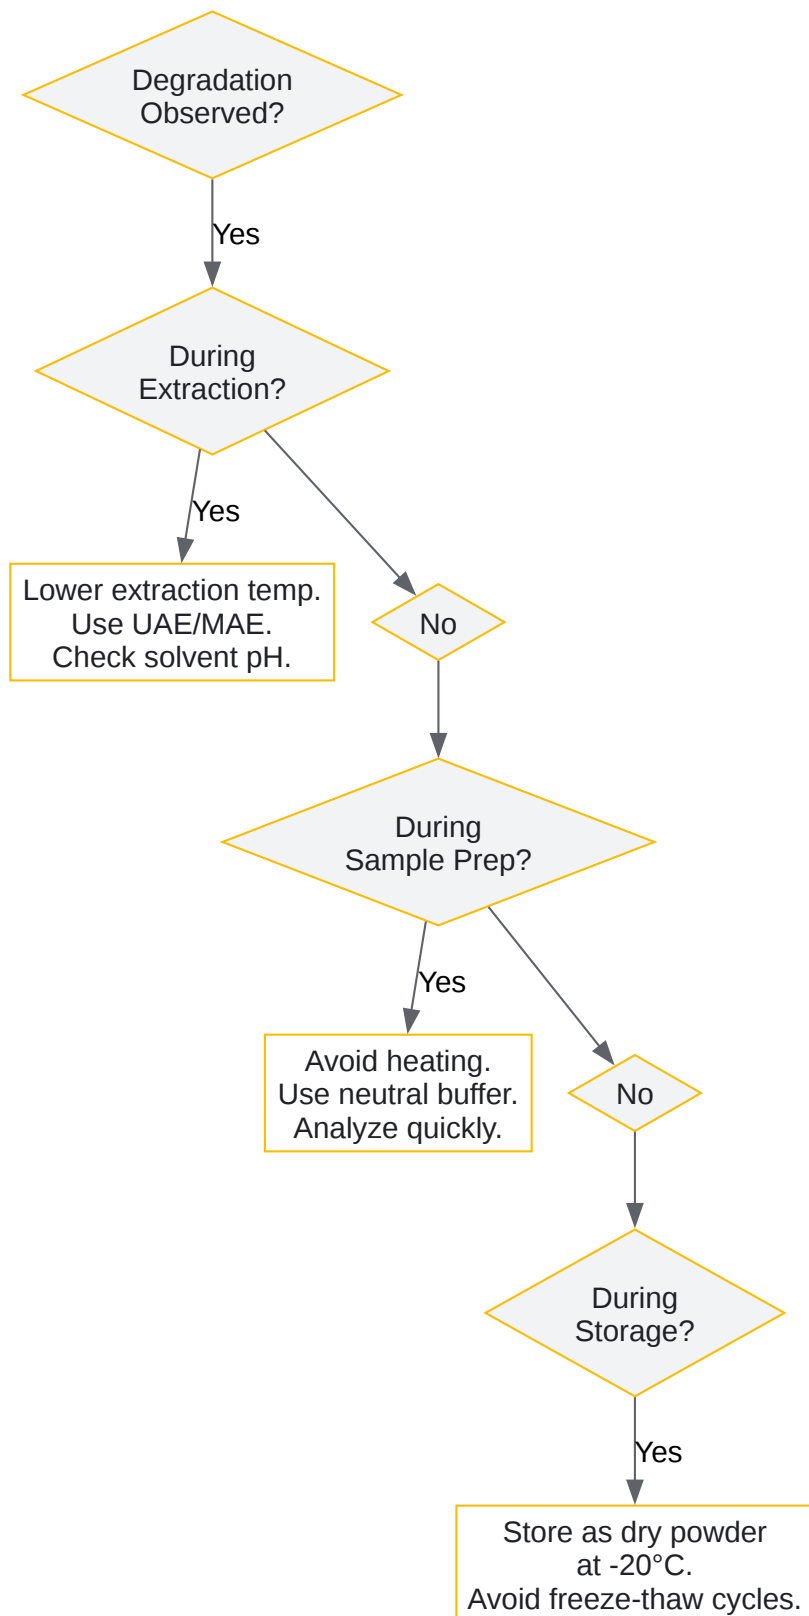 Degradation
Observed?
Yes
During
Extraction?
Yes
Lower extraction temp.
Use UAE/MAE.
Check solvent pH.
No
During
Sample Prep?
Yes
Avoid heating.
Use neutral buffer.
Analyze quickly.
No
During
Storage?
Yes
Store as dry powder
at -20°C.
Avoid freeze-thaw cycles.